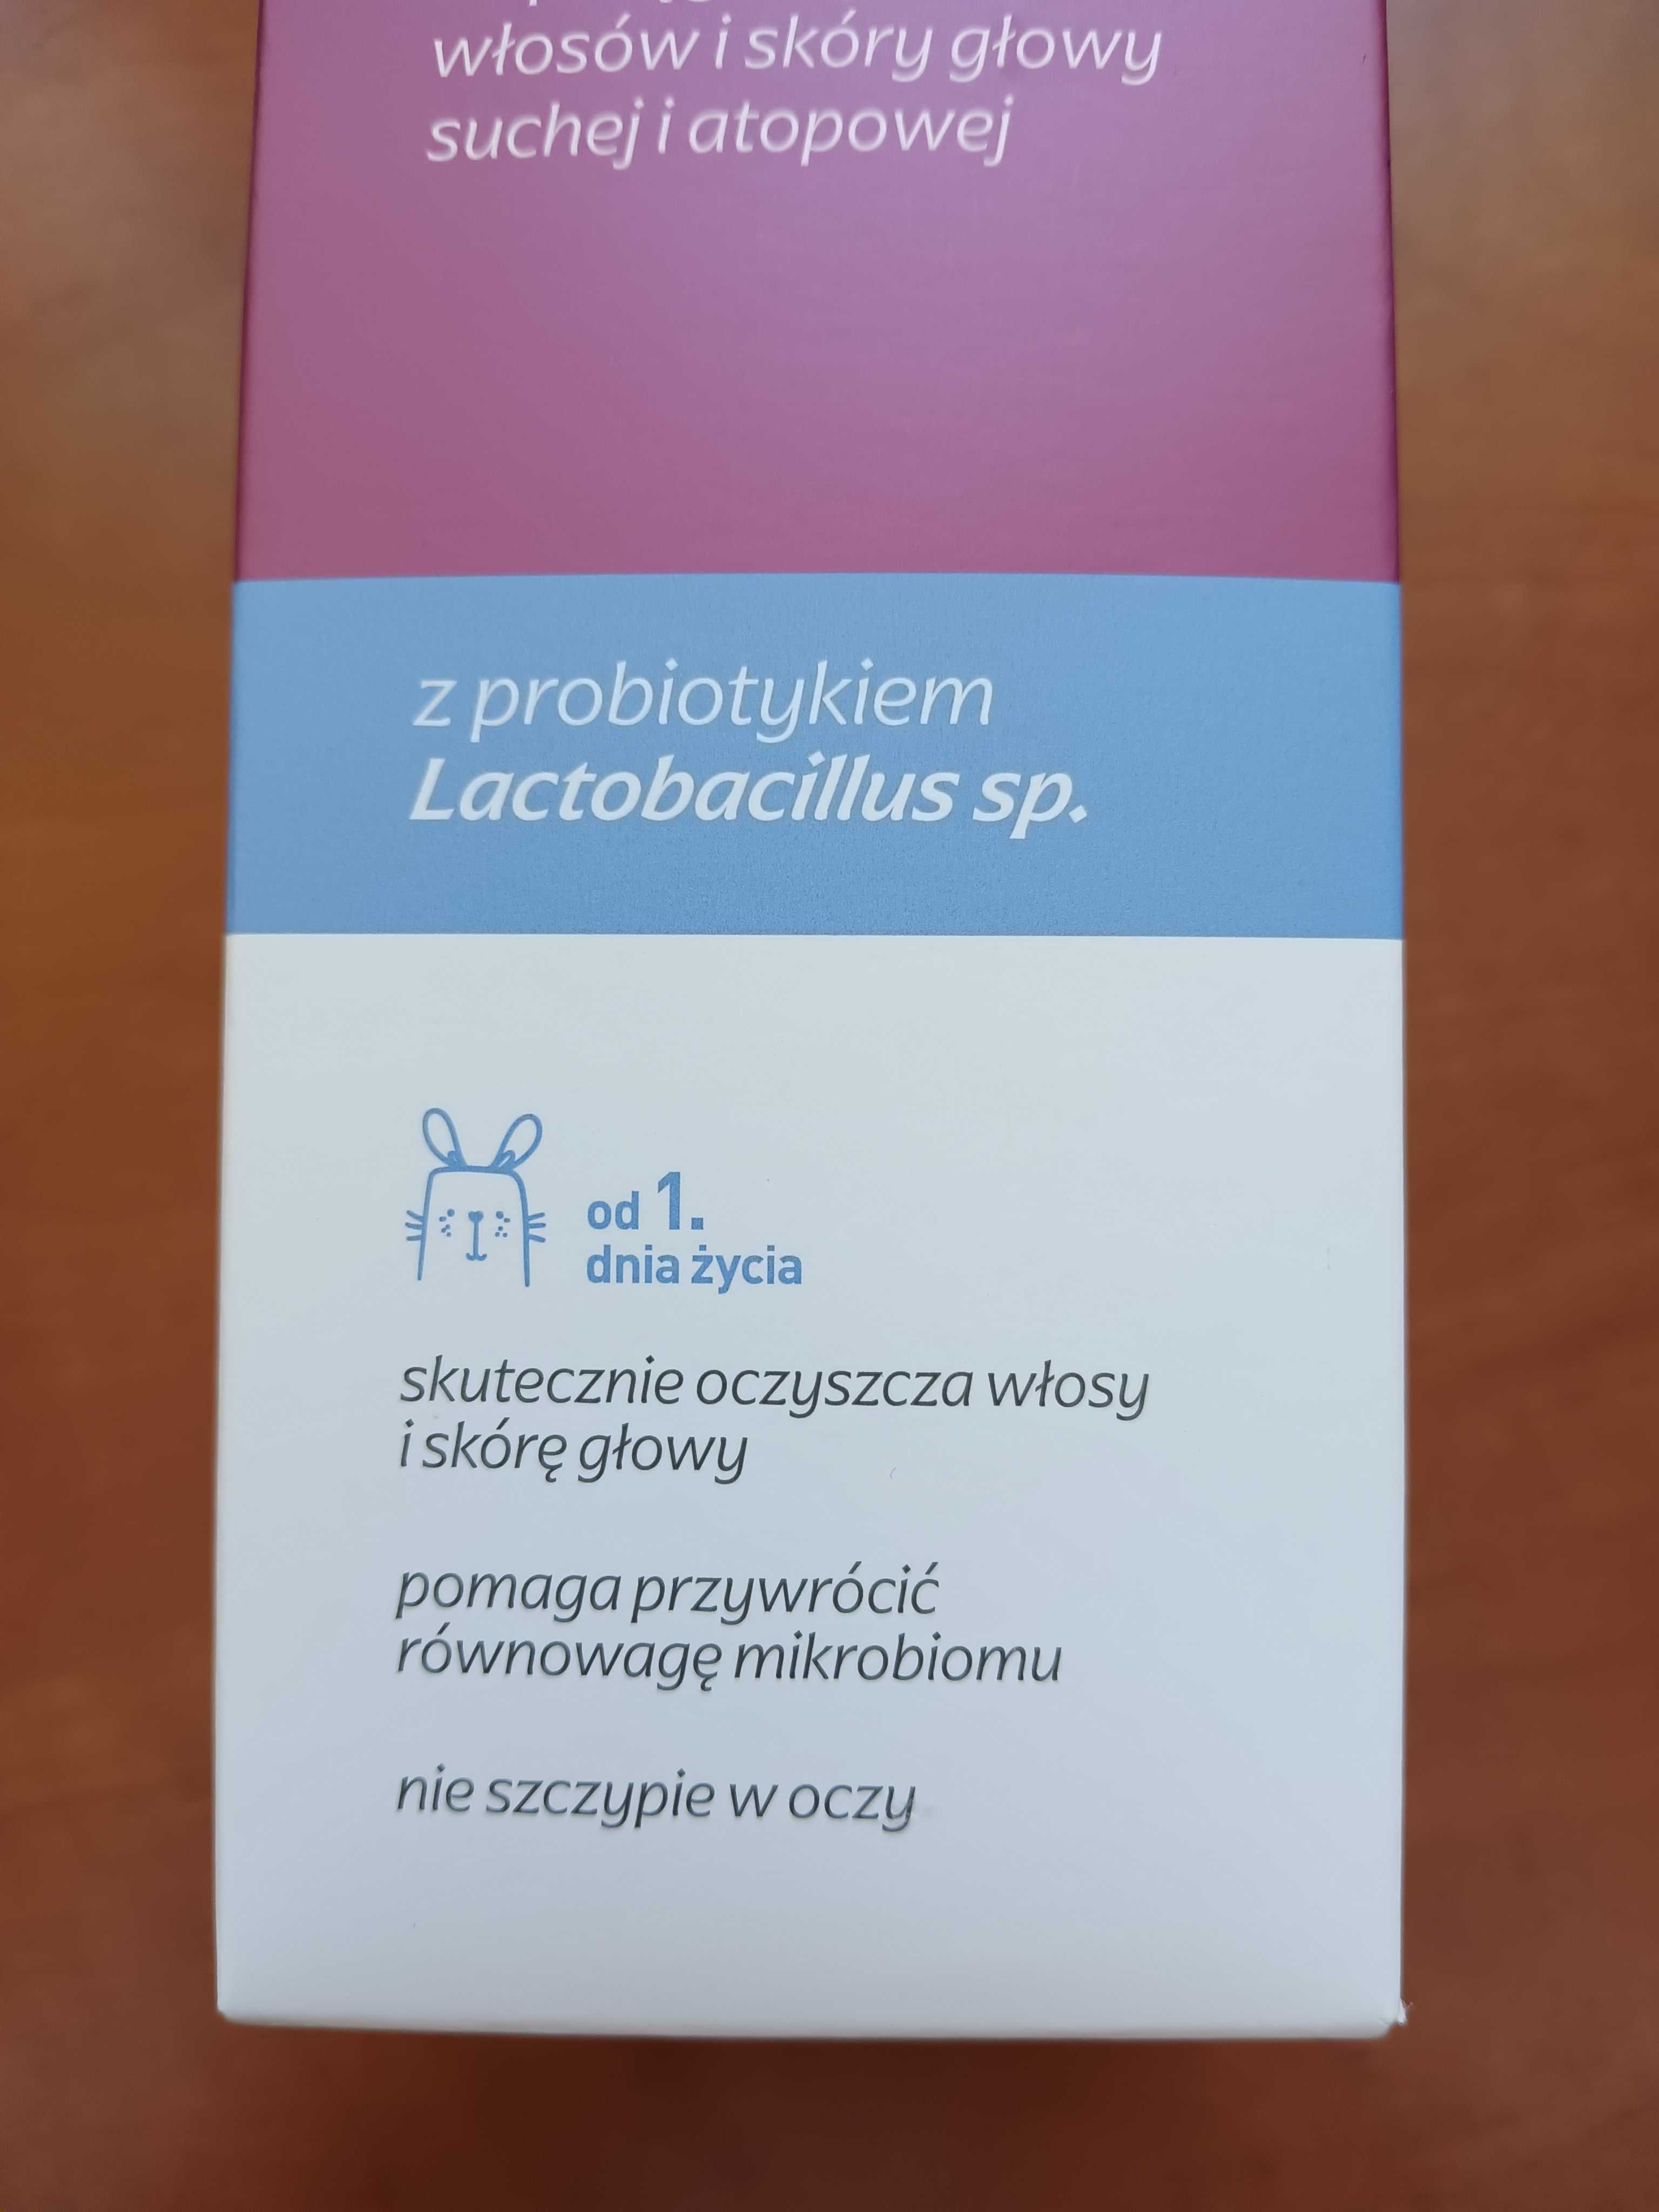 włosów i skóry głowy
suchej i atopowej
z probiotykiem
Lactobacillus sp.
od 1.
dnia życia
skutecznie oczyszcza włosy
i skórę głowy
pomaga przywrócić
równowagę mikrobiomu
nie szczypie w oczy